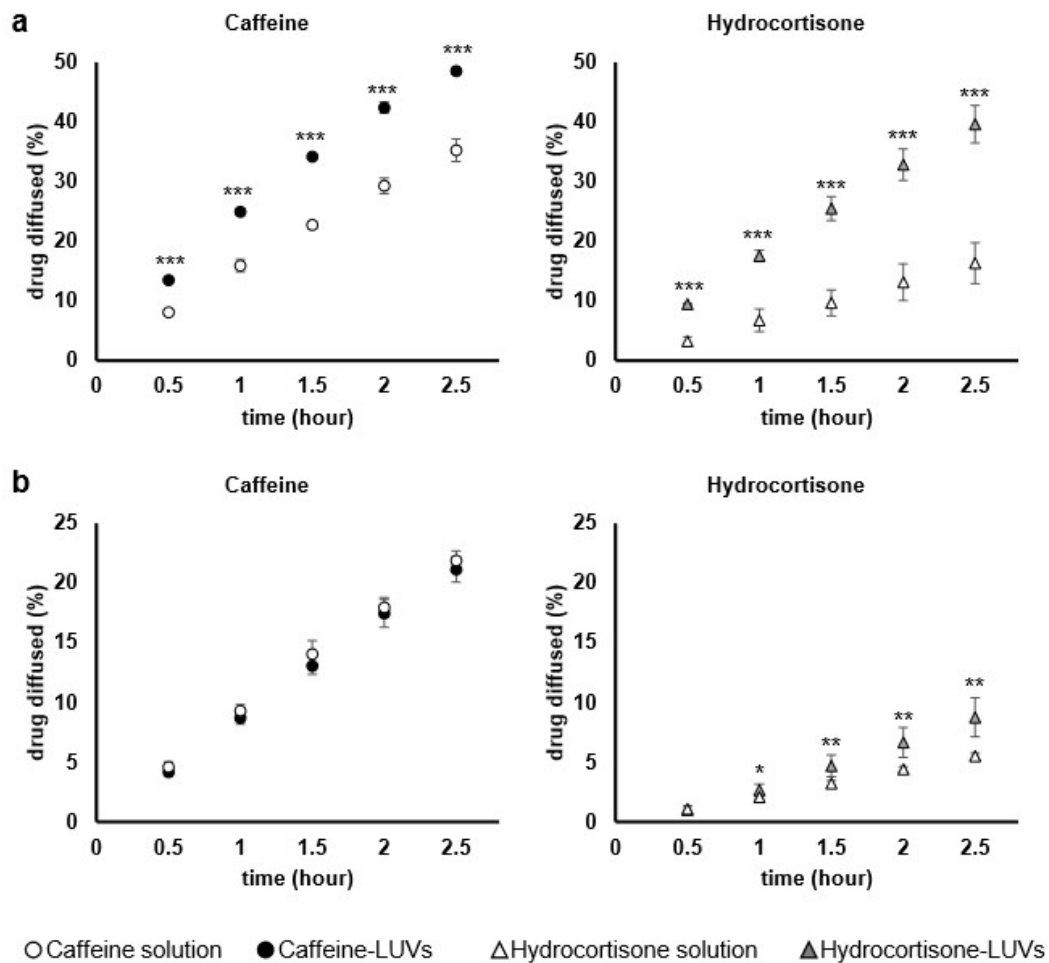 a
Caffeine
Hydrocortisone
drug diffused (%)
50
40
30
20
10
0
*** *** *** *** ***
0 0.5 1 1.5 2 2.5
time (hour)
drug diffused (%)
50
40
30
20
10
0
*** *** *** *** ***
0 0.5 1 1.5 2 2.5
time (hour)
b
Caffeine
Hydrocortisone
drug diffused (%)
25
20
15
10
5
0
0 0.5 1 1.5 2 2.5
time (hour)
drug diffused (%)
25
20
15
10
5
0
* ** ** **
0 0.5 1 1.5 2 2.5
time (hour)
Caffeine solution Caffeine-LUVs Hydrocortisone solution Hydrocortisone-LUVs